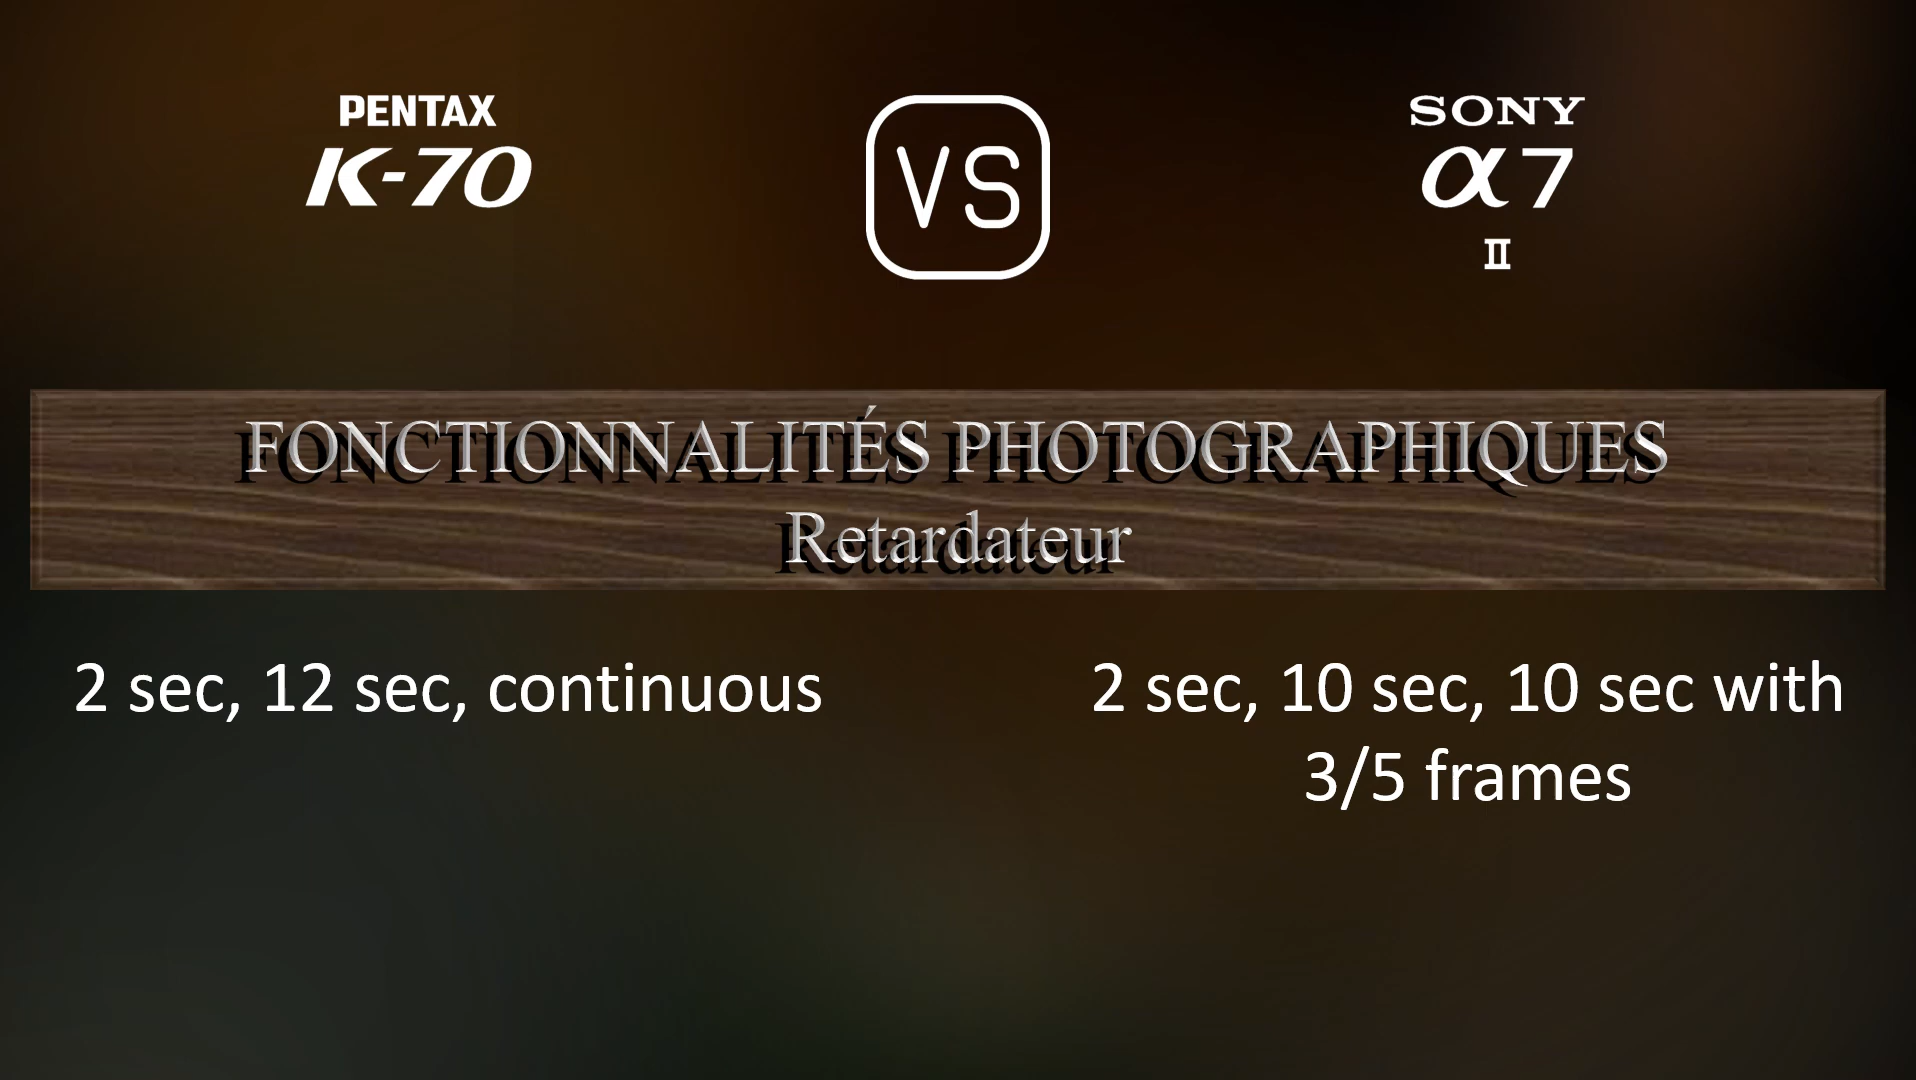 PENTAX
K-70
VS
SONY
α7
II
FONCTIONNALITÉS PHOTOGRAPHIQUES
Retardateur
2 sec, 12 sec, continuous
2 sec, 10 sec, 10 sec with
3/5 frames